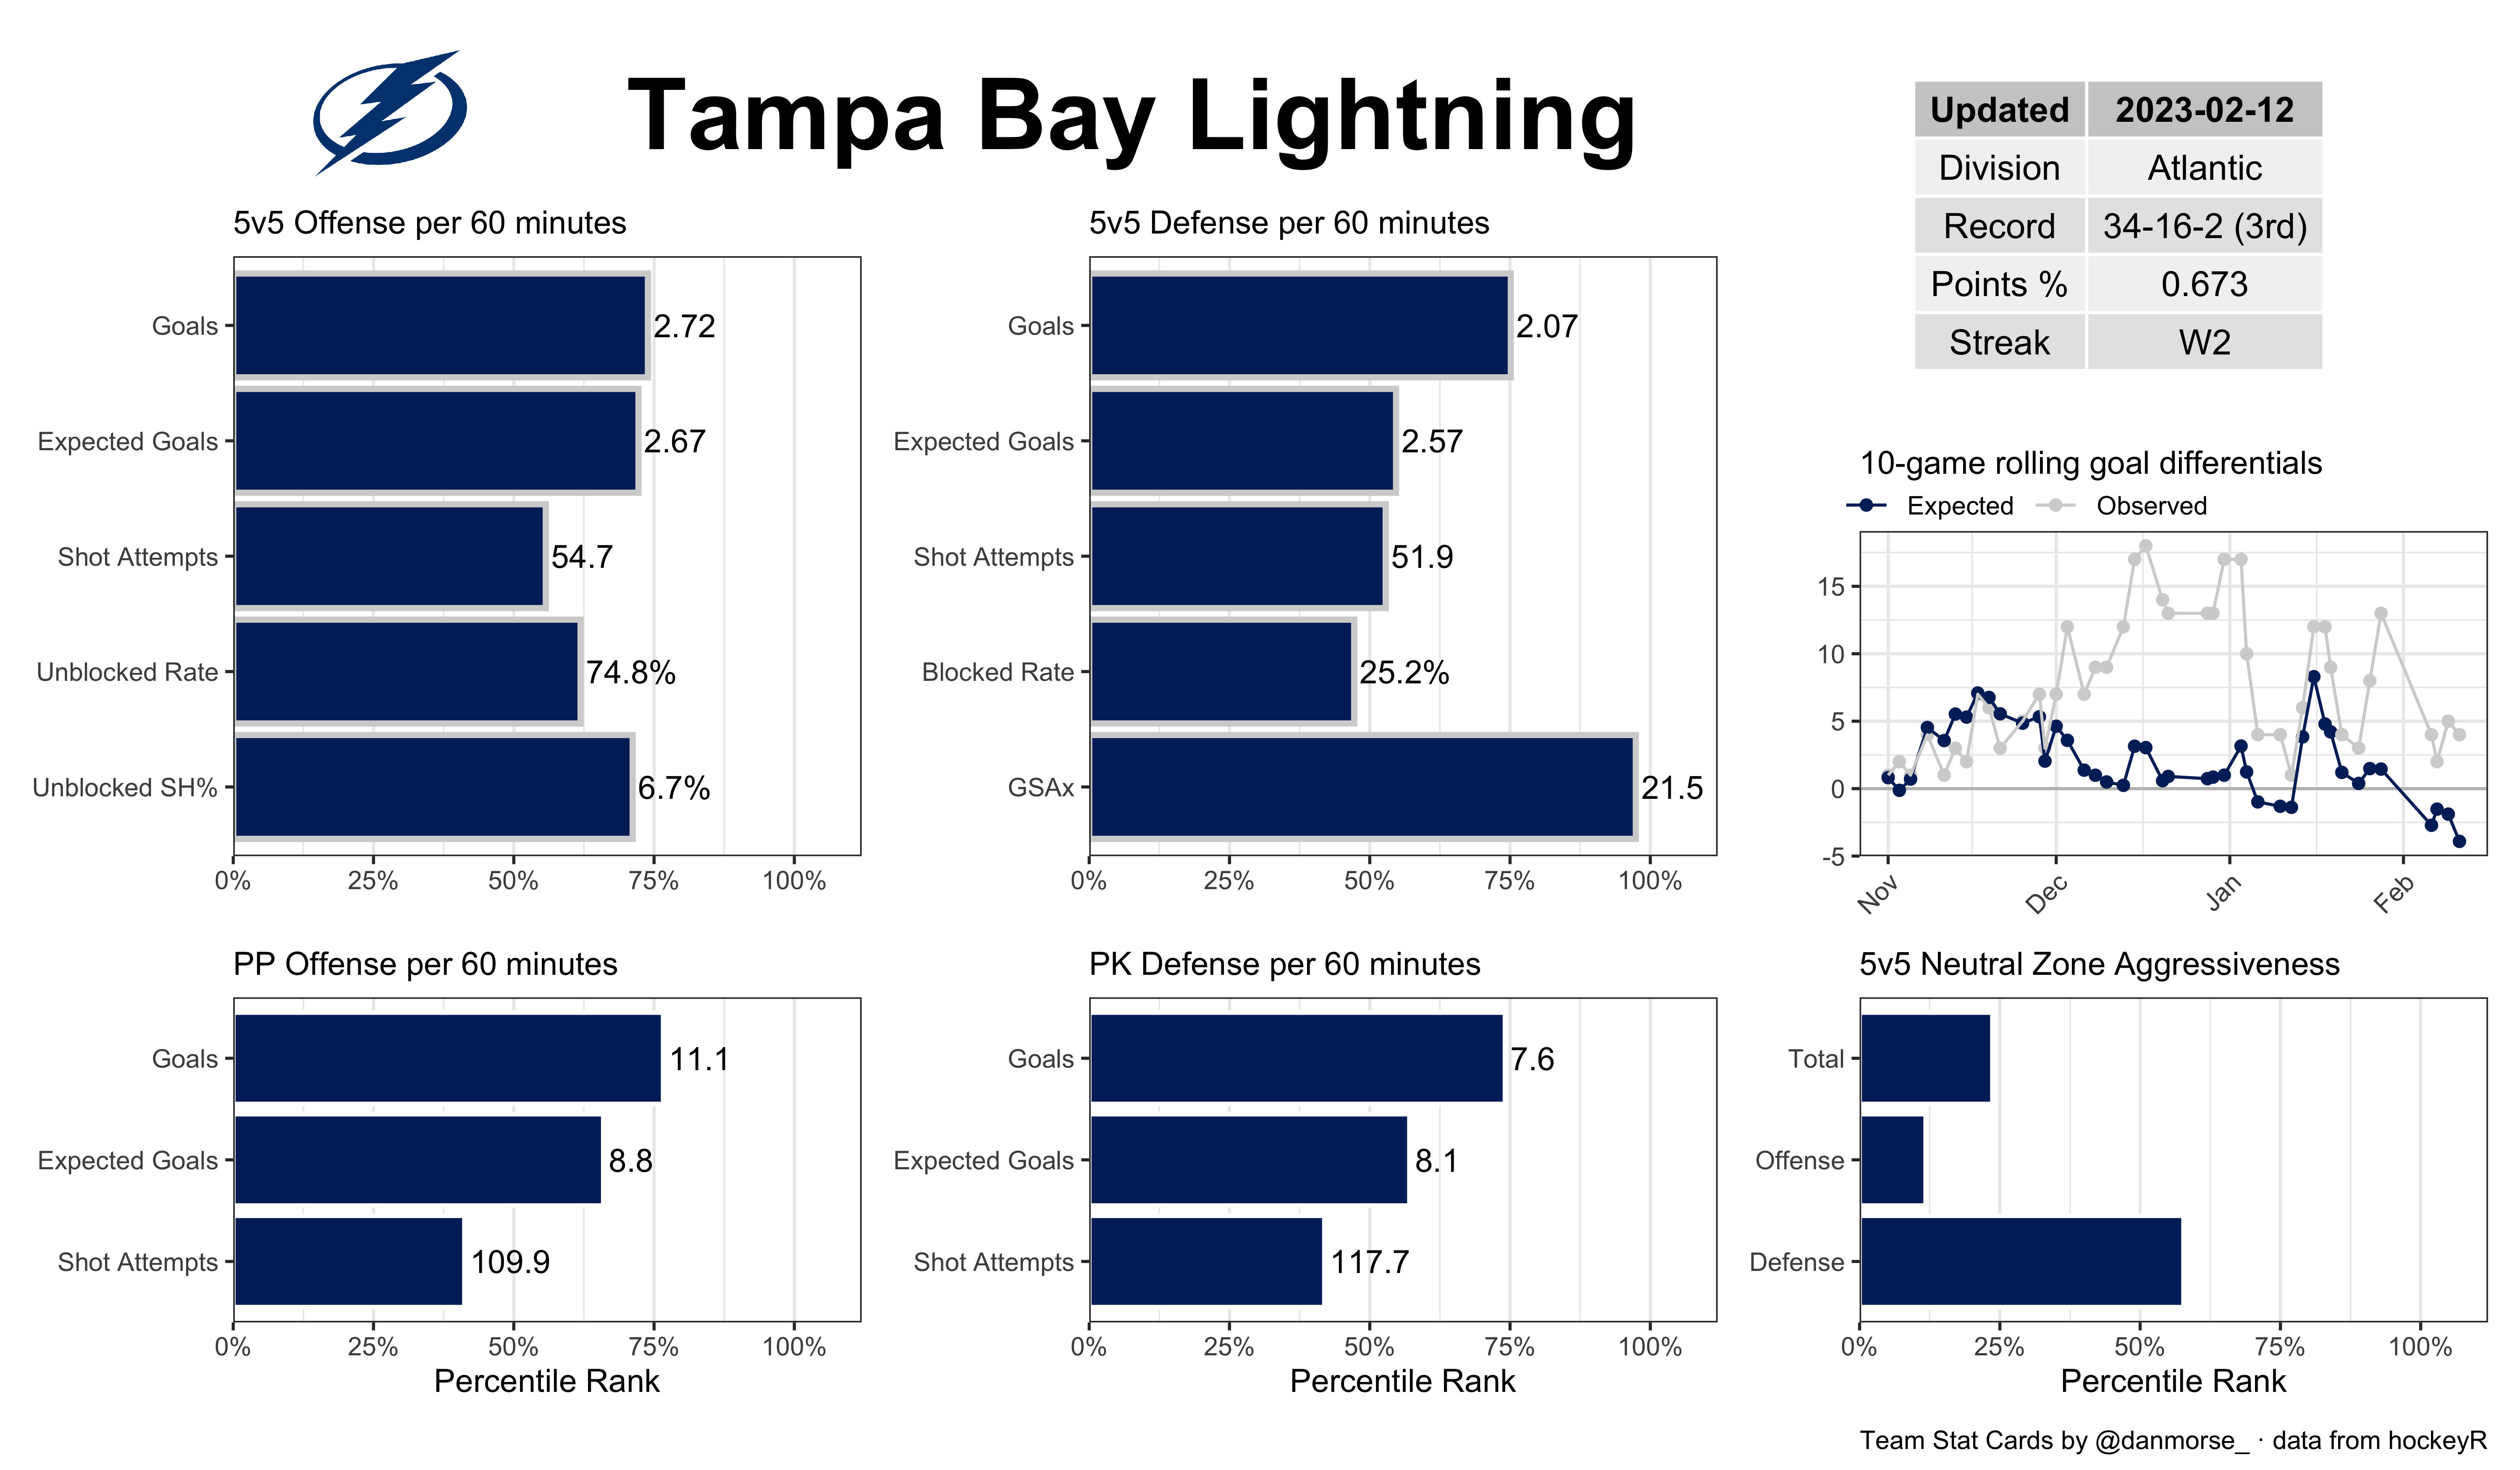 Tampa Bay Lightning
Updated 2023-02-12
Division Atlantic
Record 34-16-2 (3rd)
Points % 0.673
Streak W2
5v5 Offense per 60 minutes
Goals 2.72
Expected Goals 2.67
Shot Attempts 54.7
Unblocked Rate 74.8%
Unblocked SH% 6.7%
0% 25% 50% 75% 100%
5v5 Defense per 60 minutes
Goals 2.07
Expected Goals 2.57
Shot Attempts 51.9
Blocked Rate 25.2%
GSAx 21.5
0% 25% 50% 75% 100%
10-game rolling goal differentials
Expected Observed
15
10
5
0
-5
Nov Dec Jan Feb
PP Offense per 60 minutes
Goals 11.1
Expected Goals 8.8
Shot Attempts 109.9
0% 25% 50% 75% 100%
Percentile Rank
PK Defense per 60 minutes
Goals 7.6
Expected Goals 8.1
Shot Attempts 117.7
0% 25% 50% 75% 100%
Percentile Rank
5v5 Neutral Zone Aggressiveness
Total
Offense
Defense
0% 25% 50% 75% 100%
Percentile Rank
Team Stat Cards by @danmorse_ · data from hockeyR